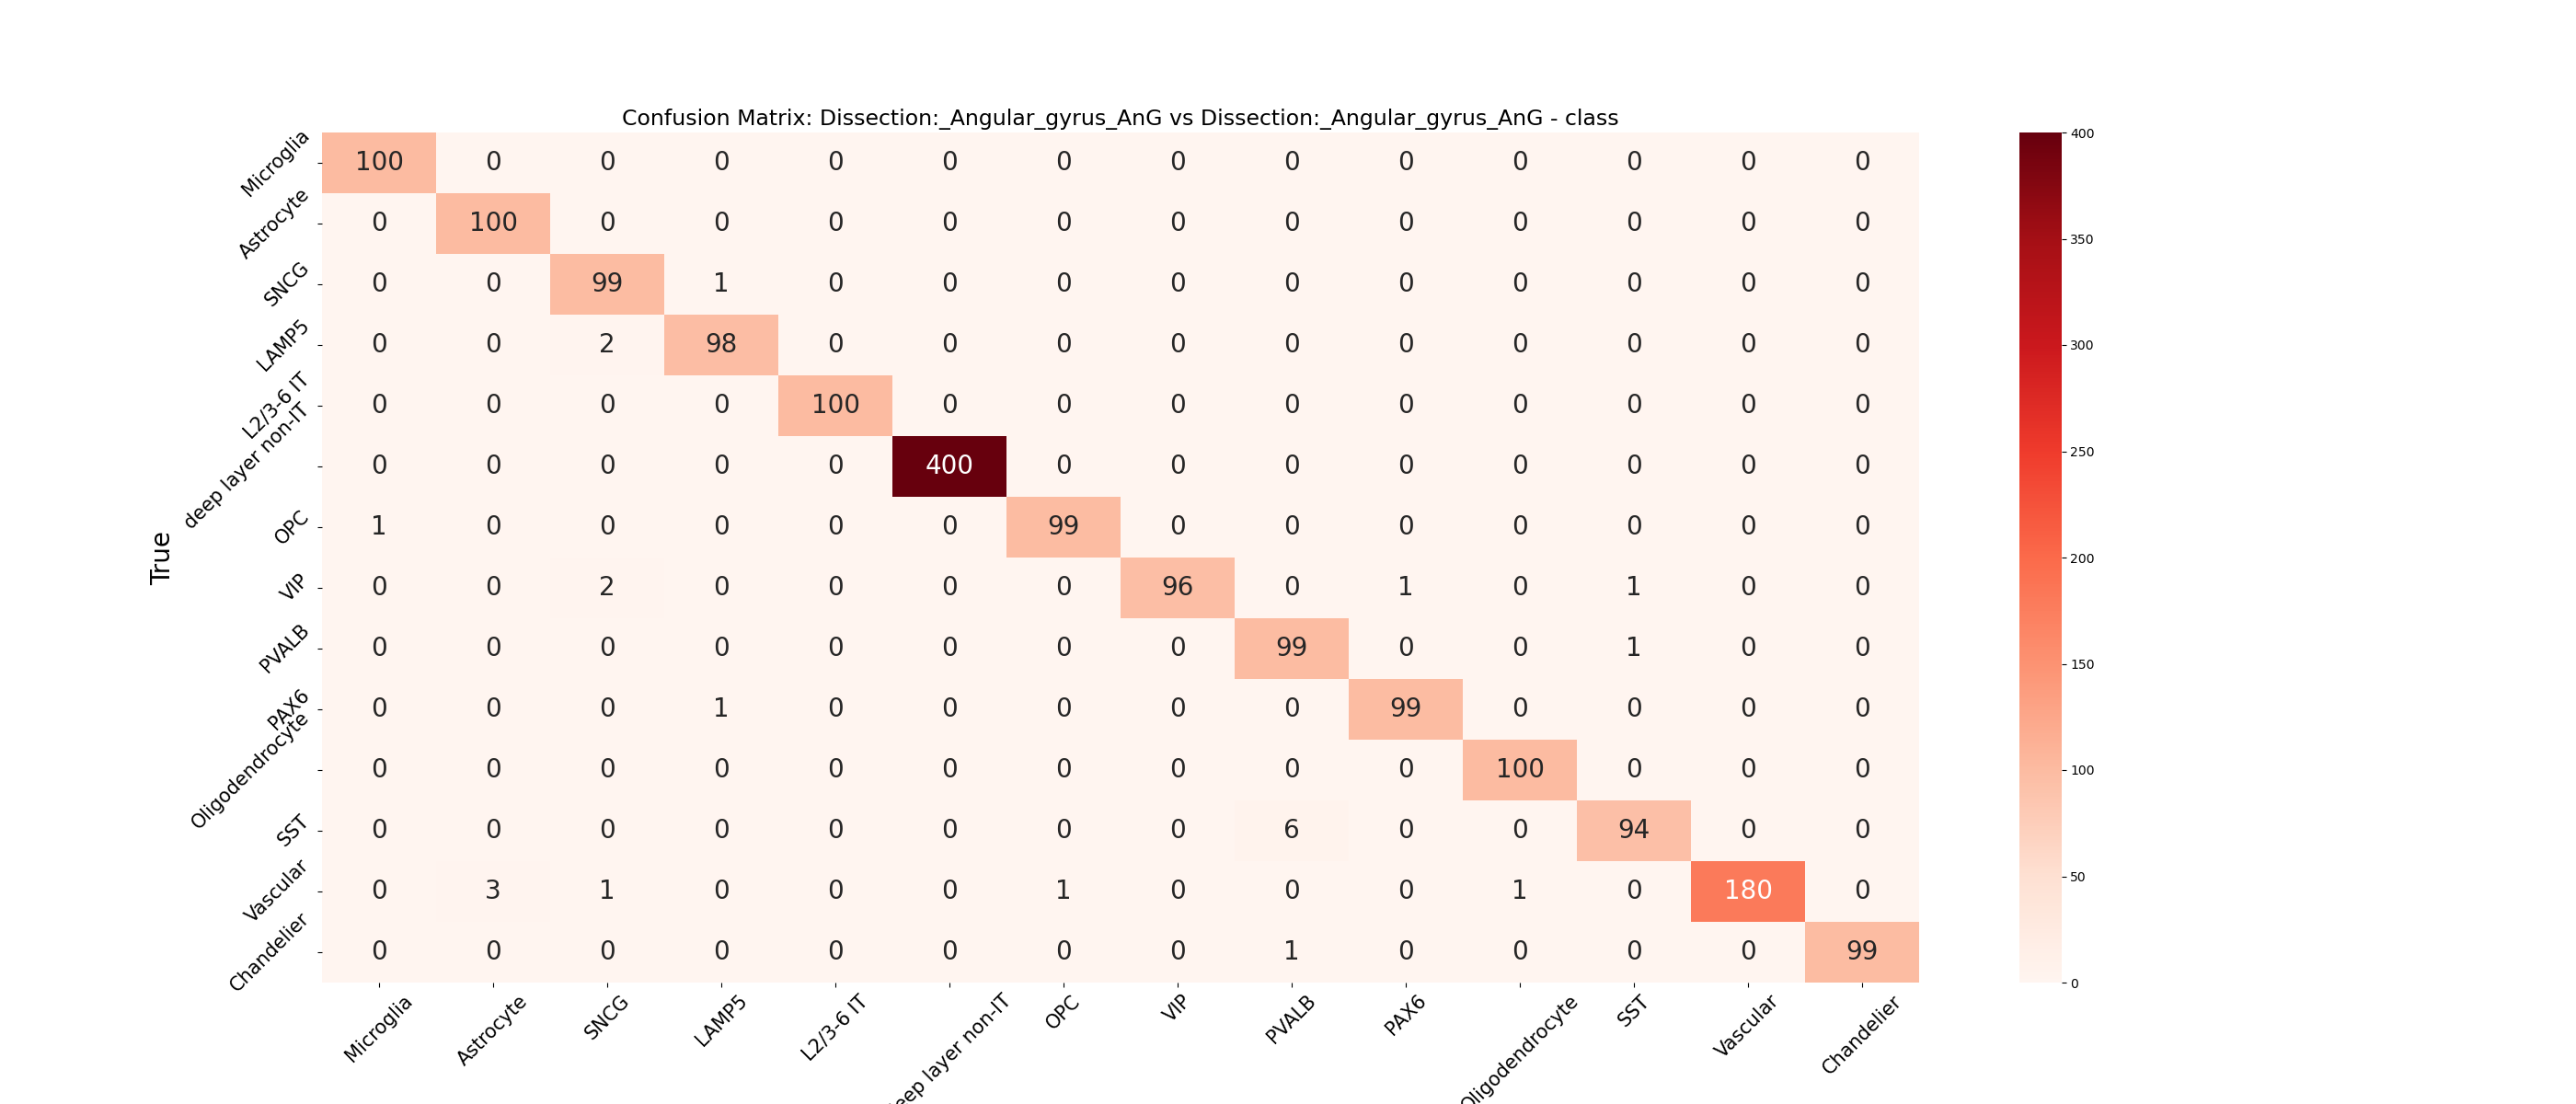 Confusion Matrix: Dissection:_Angular_gyrus_AnG vs Dissection:_Angular_gyrus_AnG - class
True
Microglia 100 0 0 0 0 0 0 0 0 0 0 0 0 0
Astrocyte 0 100 0 0 0 0 0 0 0 0 0 0 0 0
SNCG 0 0 99 1 0 0 0 0 0 0 0 0 0 0
LAMP5 0 0 2 98 0 0 0 0 0 0 0 0 0 0
L2/3-6 IT 0 0 0 0 100 0 0 0 0 0 0 0 0 0
deep layer non-IT 0 0 0 0 0 400 0 0 0 0 0 0 0 0
OPC 1 0 0 0 0 0 99 0 0 0 0 0 0 0
VIP 0 0 2 0 0 0 0 96 0 1 0 1 0 0
PVALB 0 0 0 0 0 0 0 0 99 0 0 1 0 0
PAX6 0 0 0 1 0 0 0 0 0 99 0 0 0 0
Oligodendrocyte 0 0 0 0 0 0 0 0 0 0 100 0 0 0
SST 0 0 0 0 0 0 0 0 6 0 0 94 0 0
Vascular 0 3 1 0 0 0 1 0 0 0 1 0 180 0
Chandelier 0 0 0 0 0 0 0 0 1 0 0 0 0 99
Microglia Astrocyte SNCG LAMP5 L2/3-6 IT eep layer non-IT OPC VIP PVALB PAX6 Oligodendrocyte SST Vascular Chandelier
400
350
300
250
200
150
100
50
0